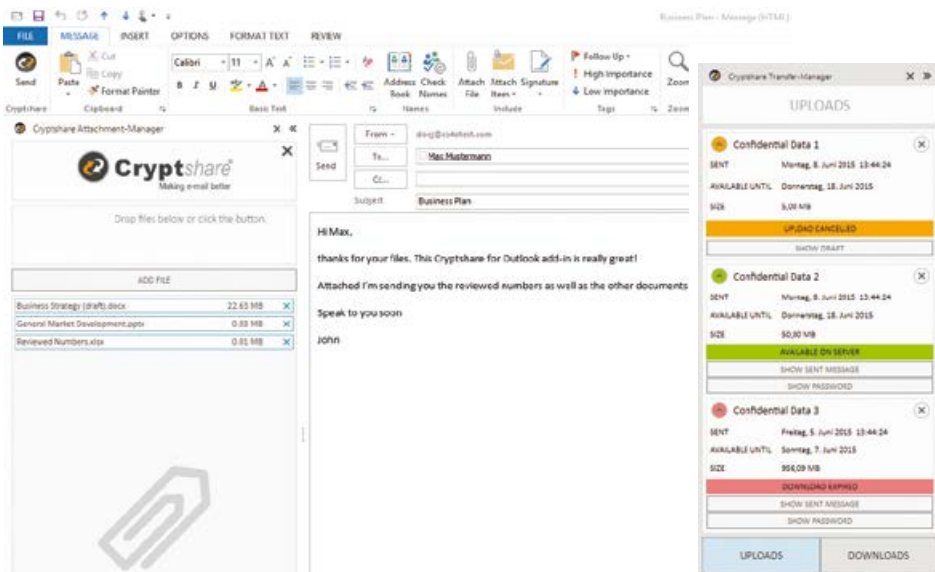 Business Plan - Message (HTML)
FILE MESSAGE INSERT OPTIONS FORMAT TEXT REVIEW
Send
Paste
Cut
Copy
Format Painter
Calibri 11 A A
B I U A
Address Book
Check Names
Attach File
Attach Item
Signature
Follow Up
High Importance
Low Importance
Zoom
Cryptshare Clipboard Basic Text Names Include Tags Zoom
Cryptshare Attachment-Manager
Cryptshare
Making e-mail better
Drop files below or click the button.
ADD FILE
Business Strategy (draft).docx 22.63 MB
General Market Development.pptx MB
Reviewed Numbers.xlsx 0.01 MB
Send
From
To... Max Mustermann
Cc...
Subject Business Plan
Hi Max,
thanks for your files. This Cryptshare for Outlook add-in is really great!
Attached I'm sending you the reviewed numbers as well as the other documents
Speak to you soon
John
Cryptshare Transfer-Manager
UPLOADS
Confidential Data 1
SENT Montag, 8. Juni 2015 13:44:24
AVAILABLE UNTIL Donnerstag, 18. Juni 2015
SIZE 5,00 MB
UPLOAD CANCELLED
SHOW DRAFT
Confidential Data 2
SENT Montag, 8. Juni 2015 13:44:24
AVAILABLE UNTIL Donnerstag, 18. Juni 2015
SIZE 50,00 MB
AVAILABLE ON SERVER
SHOW SENT MESSAGE
SHOW PASSWORD
Confidential Data 3
SENT Freitag, 5. Juni 2015 13:44:24
AVAILABLE UNTIL Sonntag, 7. Juni 2015
SIZE MB
DOWNLOAD EXPIRED
SHOW SENT MESSAGE
SHOW PASSWORD
UPLOADS DOWNLOADS